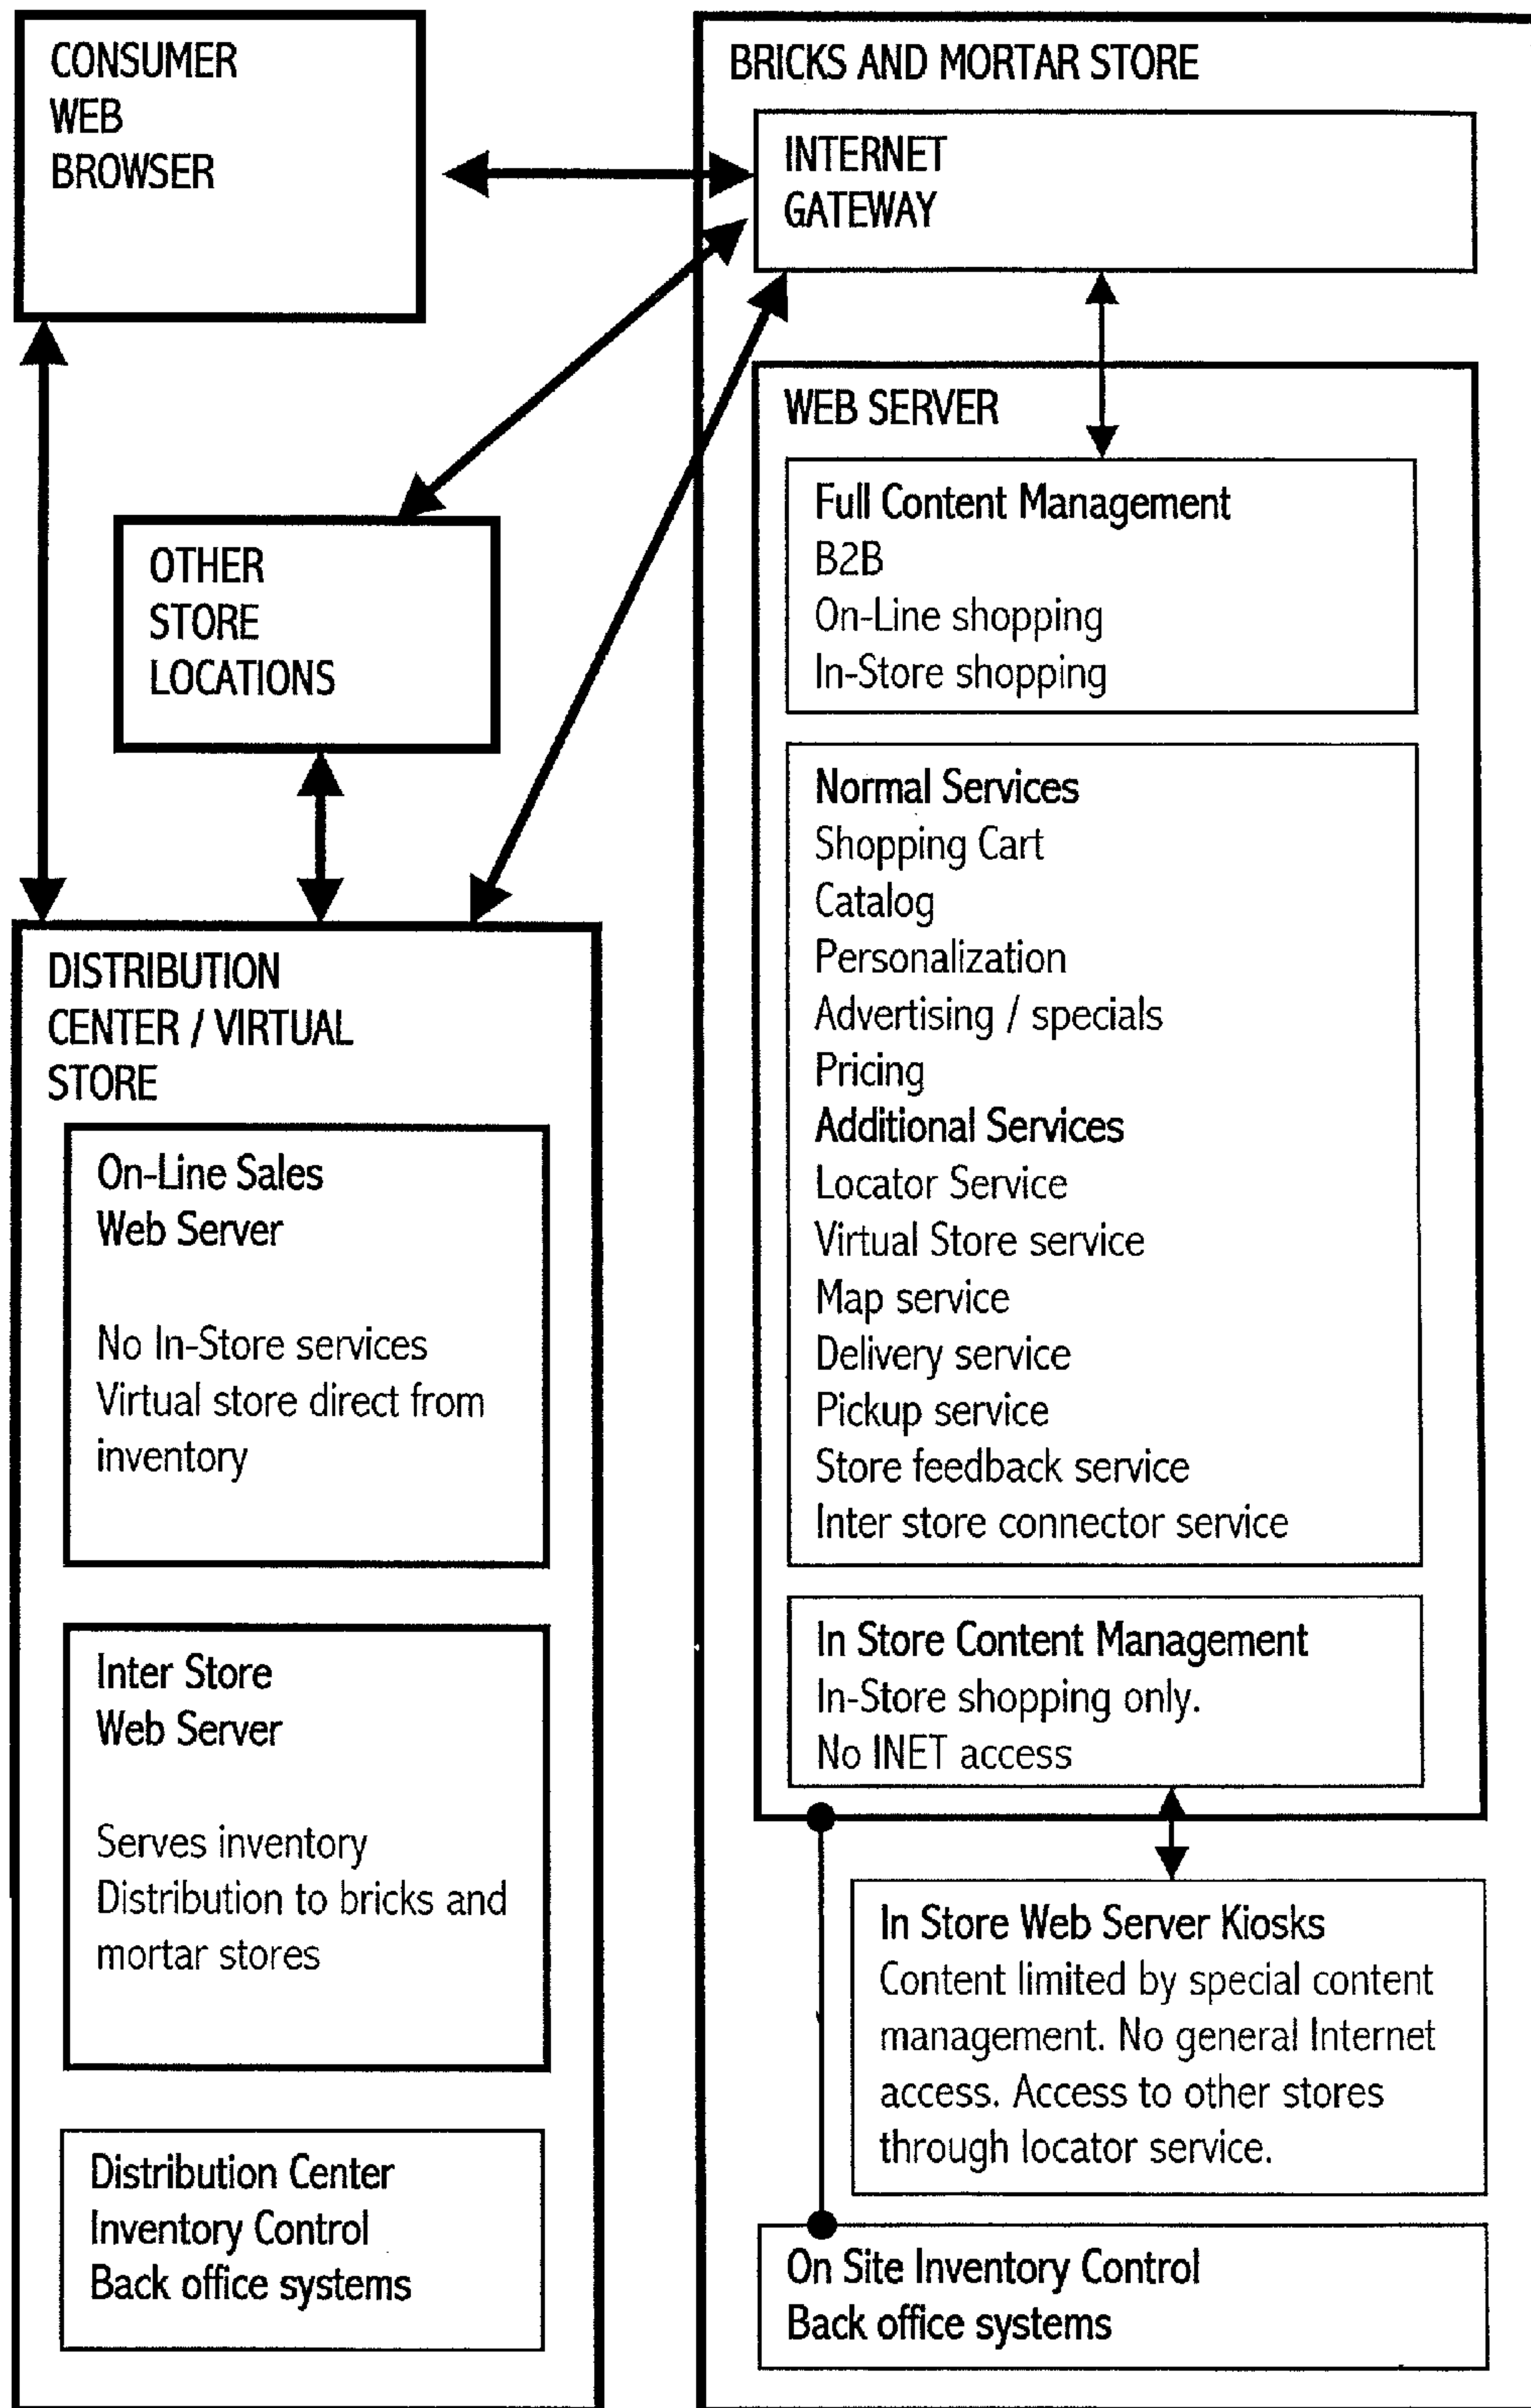 CONSUMER
WEB
BROWSER
BRICKS AND MORTAR STORE
INTERNET
GATEWAY
WEB SERVER
Full Content Management
B2B
On-Line shopping
In-Store shopping
OTHER
STORE
LOCATIONS
Normal Services
Shopping Cart
Catalog
Personalization
Advertising / specials
Pricing
Additional Services
Locator Service
Virtual Store service
Map service
Delivery service
Pickup service
Store feedback service
Inter store connector service
DISTRIBUTION
CENTER / VIRTUAL
STORE
On-Line Sales
Web Server
No In-Store services
Virtual store direct from
inventory
Inter Store
Web Server
Serves inventory
Distribution to bricks and
mortar stores
Distribution Center
Inventory Control
Back office systems
In Store Content Management
In-Store shopping only.
No INET access
In Store Web Server Kiosks
Content limited by special content
management. No general Internet
access. Access to other stores
through locator service.
On Site Inventory Control
Back office systems